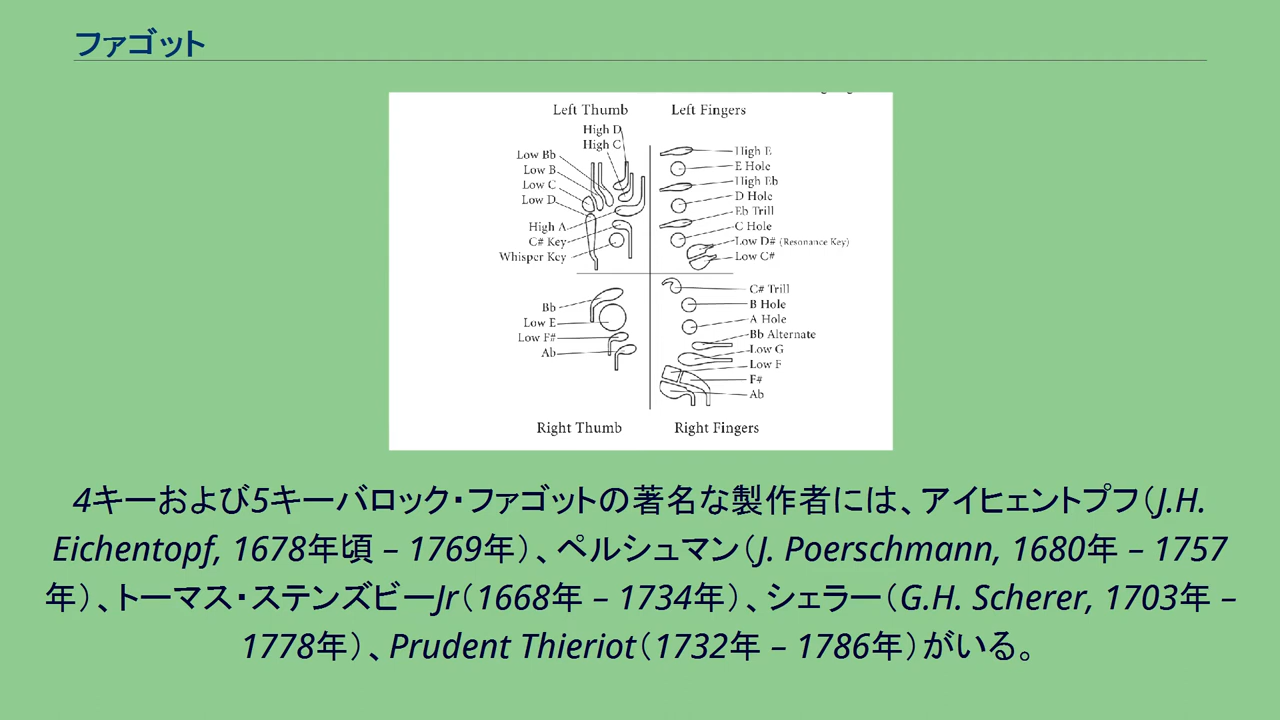 ファゴット
Left Thumb
Left Fingers
High D
High C
Low Bb
Low B
Low C
Low D
High A
C# Key
Whisper Key
High E
E Hole
High Eb
D Hole
Eb Trill
C Hole
Low D# (Resonance Key)
Low C#
Bb
Low E
Low F#
Ab
C# Trill
B Hole
A Hole
Bb Alternate
Low G
Low F
F#
Ab
Right Thumb
Right Fingers
4キーおよび5キーバロック・ファゴットの著名な製作者には、アイヒェントプフ（J.H.
Eichentopf, 1678年頃 – 1769年）、ペルシュマン（J. Poerschmann, 1680年 – 1757
年）、トーマス・ステンズビーJr（1668年 – 1734年）、シェラー（G.H. Scherer, 1703年 –
1778年）、Prudent Thieriot（1732年 – 1786年）がいる。